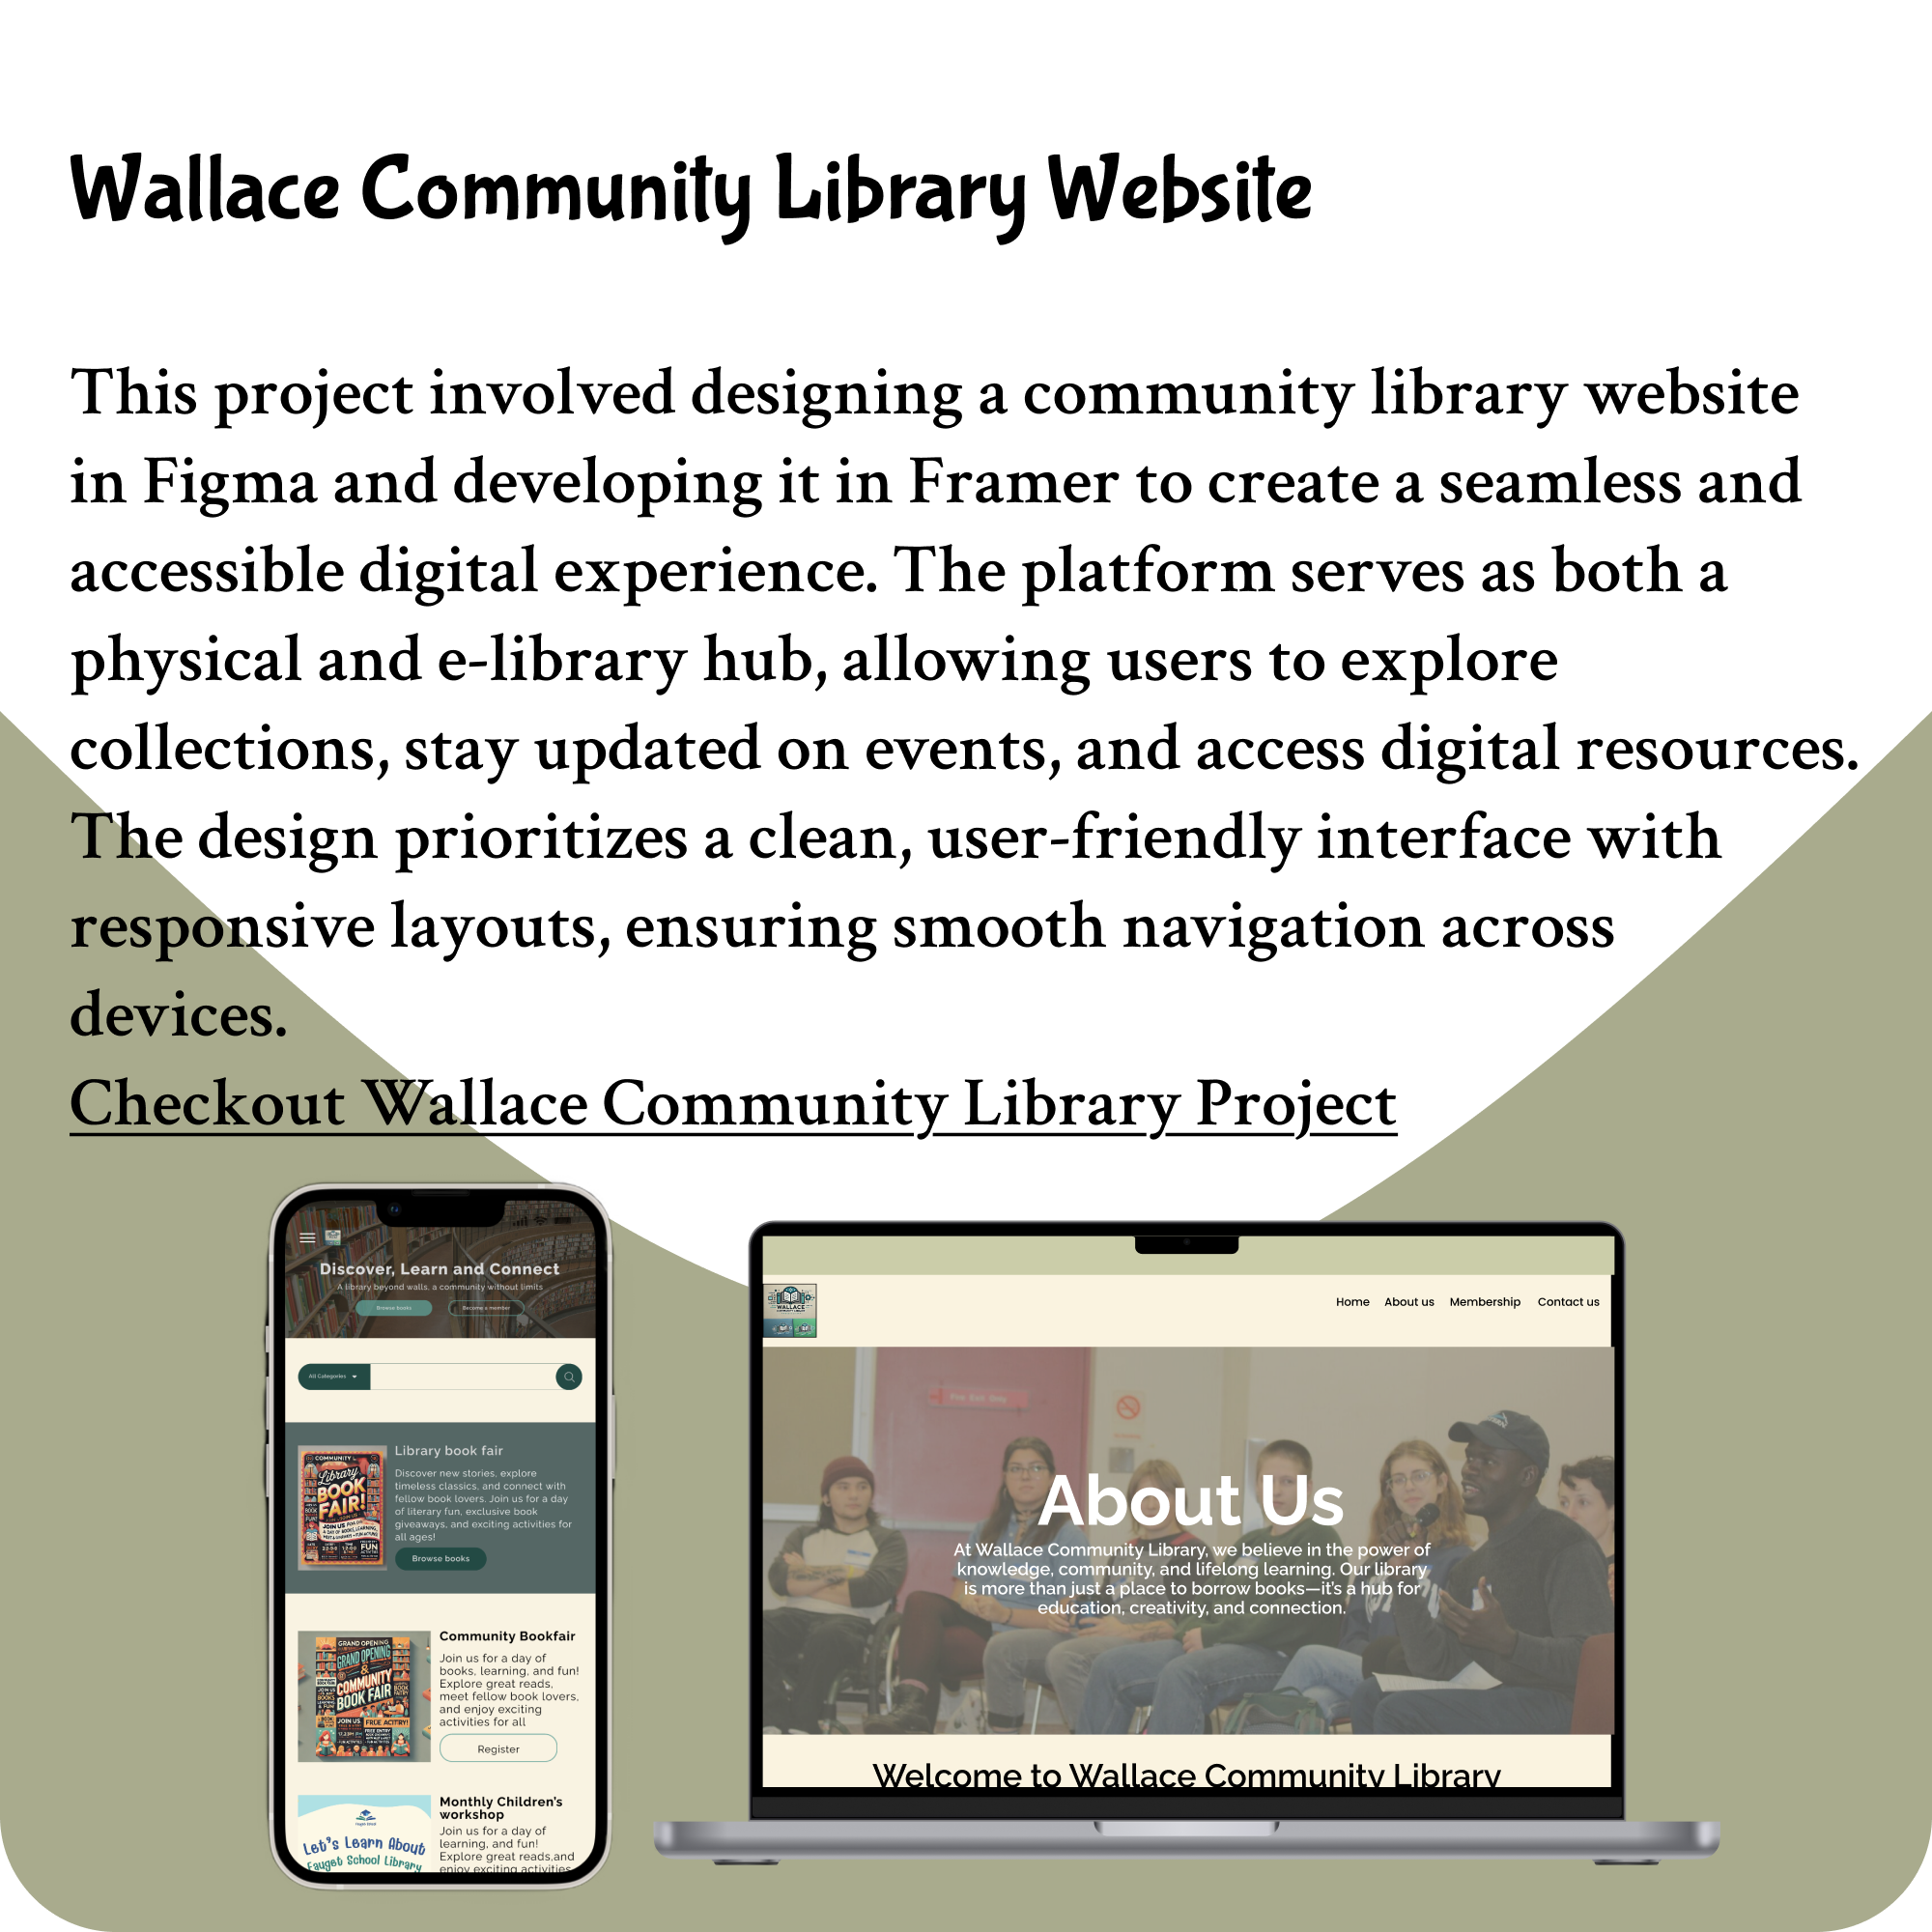 Wallace Community Library Website
This project involved designing a community library website
in Figma and developing it in Framer to create a seamless and
accessible digital experience. The platform serves as both a
physical and e-library hub, allowing users to explore
collections, stay updated on events, and access digital resources.
The design prioritizes a clean, user-friendly interface with
responsive layouts, ensuring smooth navigation across
devices.
Checkout Wallace Community Library Project
Discover, Learn and Connect
A library beyond walls, a community without limits
Browse books
Become a member
All Categories
COMMUNITY
Library
BOOK
FAIR!
JOIN US
Library book fair
Discover new stories, explore
timeless classics, and connect with
fellow book lovers. Join us for a day
of literary fun, exclusive book
giveaways, and exciting activities for
all ages!
Browse books
GRAND OPENING
GRAND OPENING
&
COMMUNITY
BOOK FAIR
JOIN US
Community Bookfair
Join us for a day of
books, learning, and fun!
Explore great reads,
meet fellow book lovers,
and enjoy exciting
activities for all
Register
Let's Learn About
Fauget School Library
Monthly Children's
workshop
Join us for a day of
learning, and fun!
Explore great reads,and
enjoy exciting activities
WALLACE
Home
About us
Membership
Contact us
Fire Exit Only
About Us
At Wallace Community Library, we believe in the power of
knowledge, community, and lifelong learning. Our library
is more than just a place to borrow books—it's a hub for
education, creativity, and connection.
Welcome to Wallace Community Library